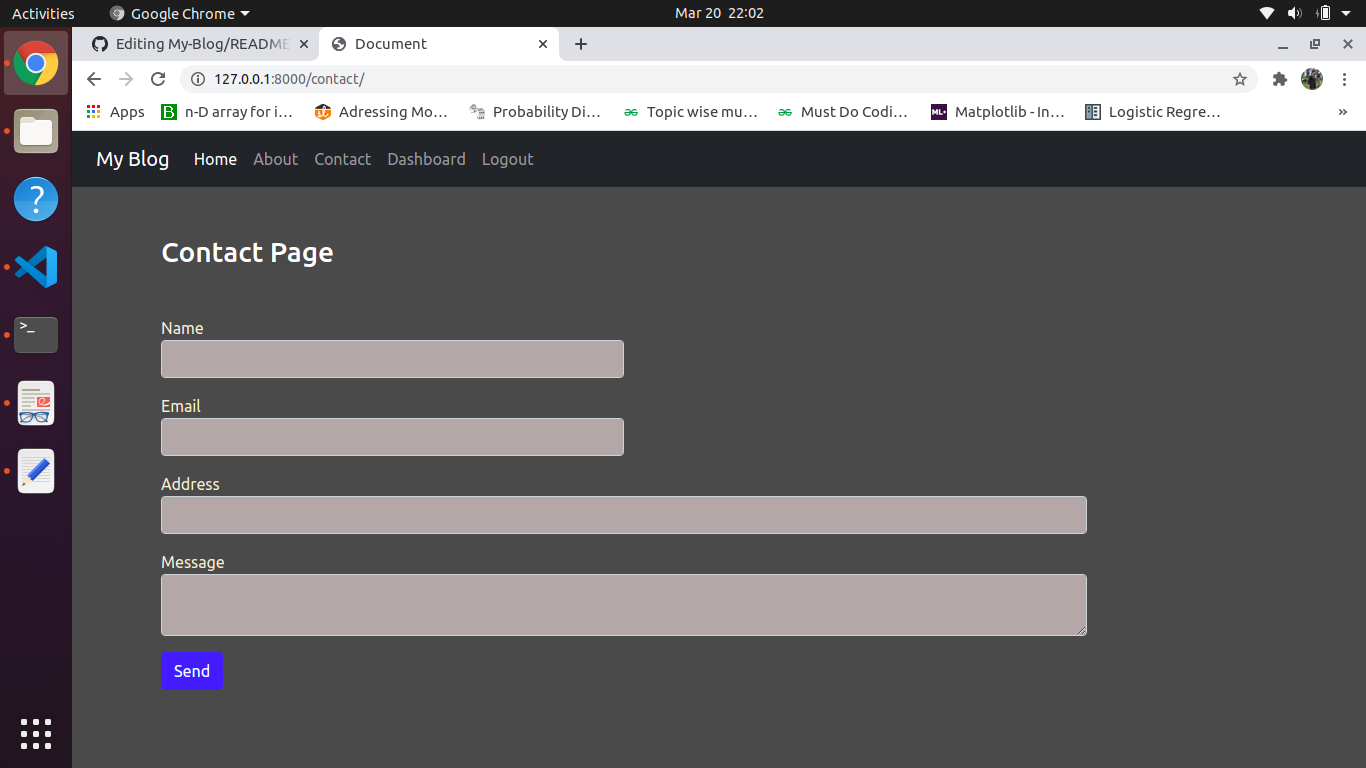 Activities Google Chrome Mar 20 22:02
Editing My-Blog/README Document
127.0.0.1:8000/contact/
Apps n-D array for i… Adressing Mo… Probability Di… Topic wise mu… Must Do Codi… ML+ Matplotlib - In… Logistic Regre… »
My Blog Home About Contact Dashboard Logout
Contact Page
Name
Email
Address
Message
Send